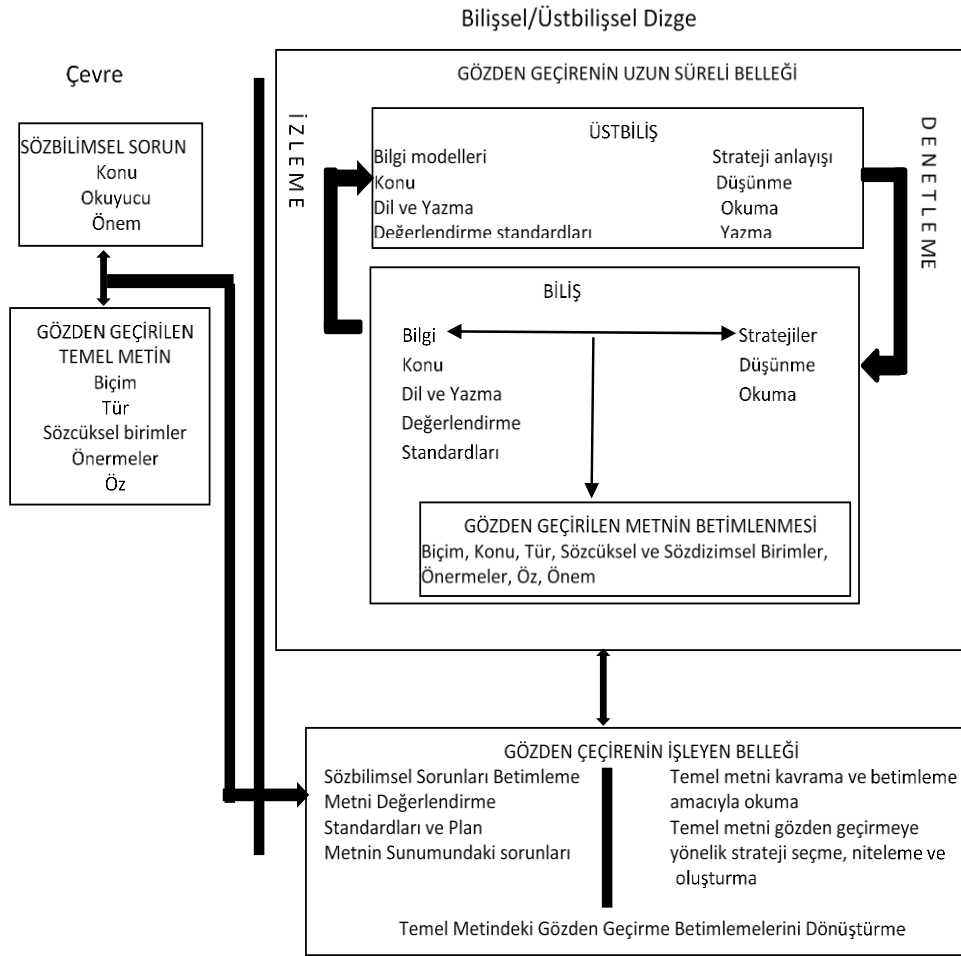 Bilişsel/Üstbilişsel Dizge
Çevre
SÖZBİLİMSEL SORUN
Konu
Okuyucu
Önem
GÖZDEN GEÇİRİLEN
TEMEL METİN
Biçim
Tür
Sözcüksel birimler
Önermeler
Öz
GÖZDEN GEÇİRENİN UZUN SÜRELİ BELLEĞİ
İZLEME
DENETLEME
ÜSTBİLİŞ
Bilgi modelleri
Konu
Dil ve Yazma
Değerlendirme standardları
Strateji anlayışı
Düşünme
Okuma
Yazma
BİLİŞ
Bilgi
Konu
Dil ve Yazma
Değerlendirme
Standardları
Stratejiler
Düşünme
Okuma
GÖZDEN GEÇİRİLEN METNİN BETİMLENMESİ
Biçim, Konu, Tür, Sözcüksel ve Sözdizimsel Birimler,
Önermeler, Öz, Önem
GÖZDEN ÇEÇİRENİN İŞLEYEN BELLEĞİ
Sözbilimsel Sorunları Betimleme
Metni Değerlendirme
Standardları ve Plan
Metnin Sunumundaki sorunları
Temel metni kavrama ve betimleme
amacıyla okuma
Temel metni gözden geçirmeye
yönelik strateji seçme, niteleme ve
oluşturma
Temel Metindeki Gözden Geçirme Betimlemelerini Dönüştürme